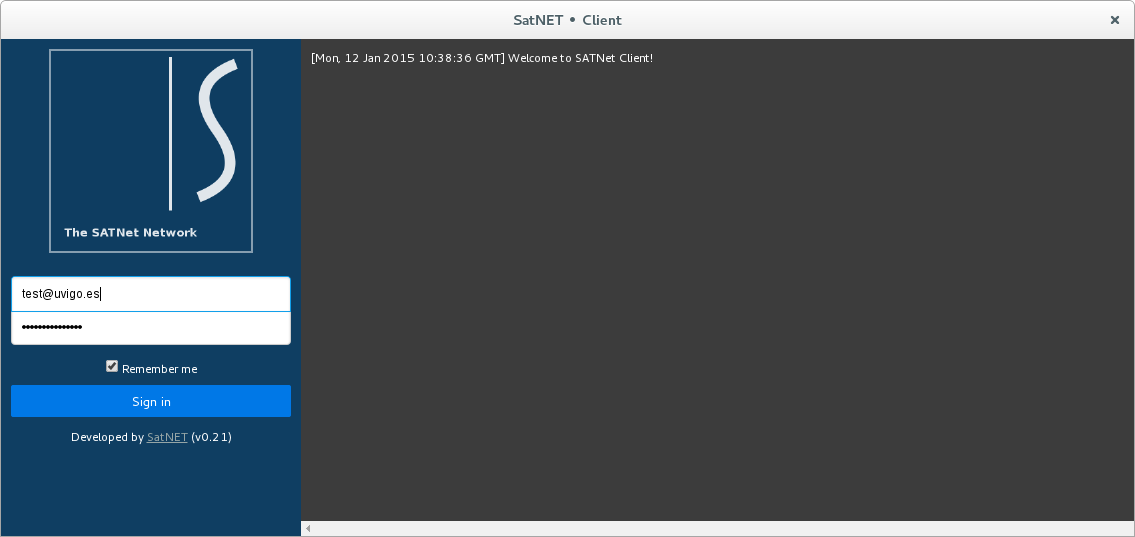 SatNET • Client
The SATNet Network
test@uvigo.es
•••••••••••••••
Remember me
Sign in
Developed by SatNET (v0.21)
[Mon, 12 Jan 2015 10:38:36 GMT] Welcome to SATNet Client!